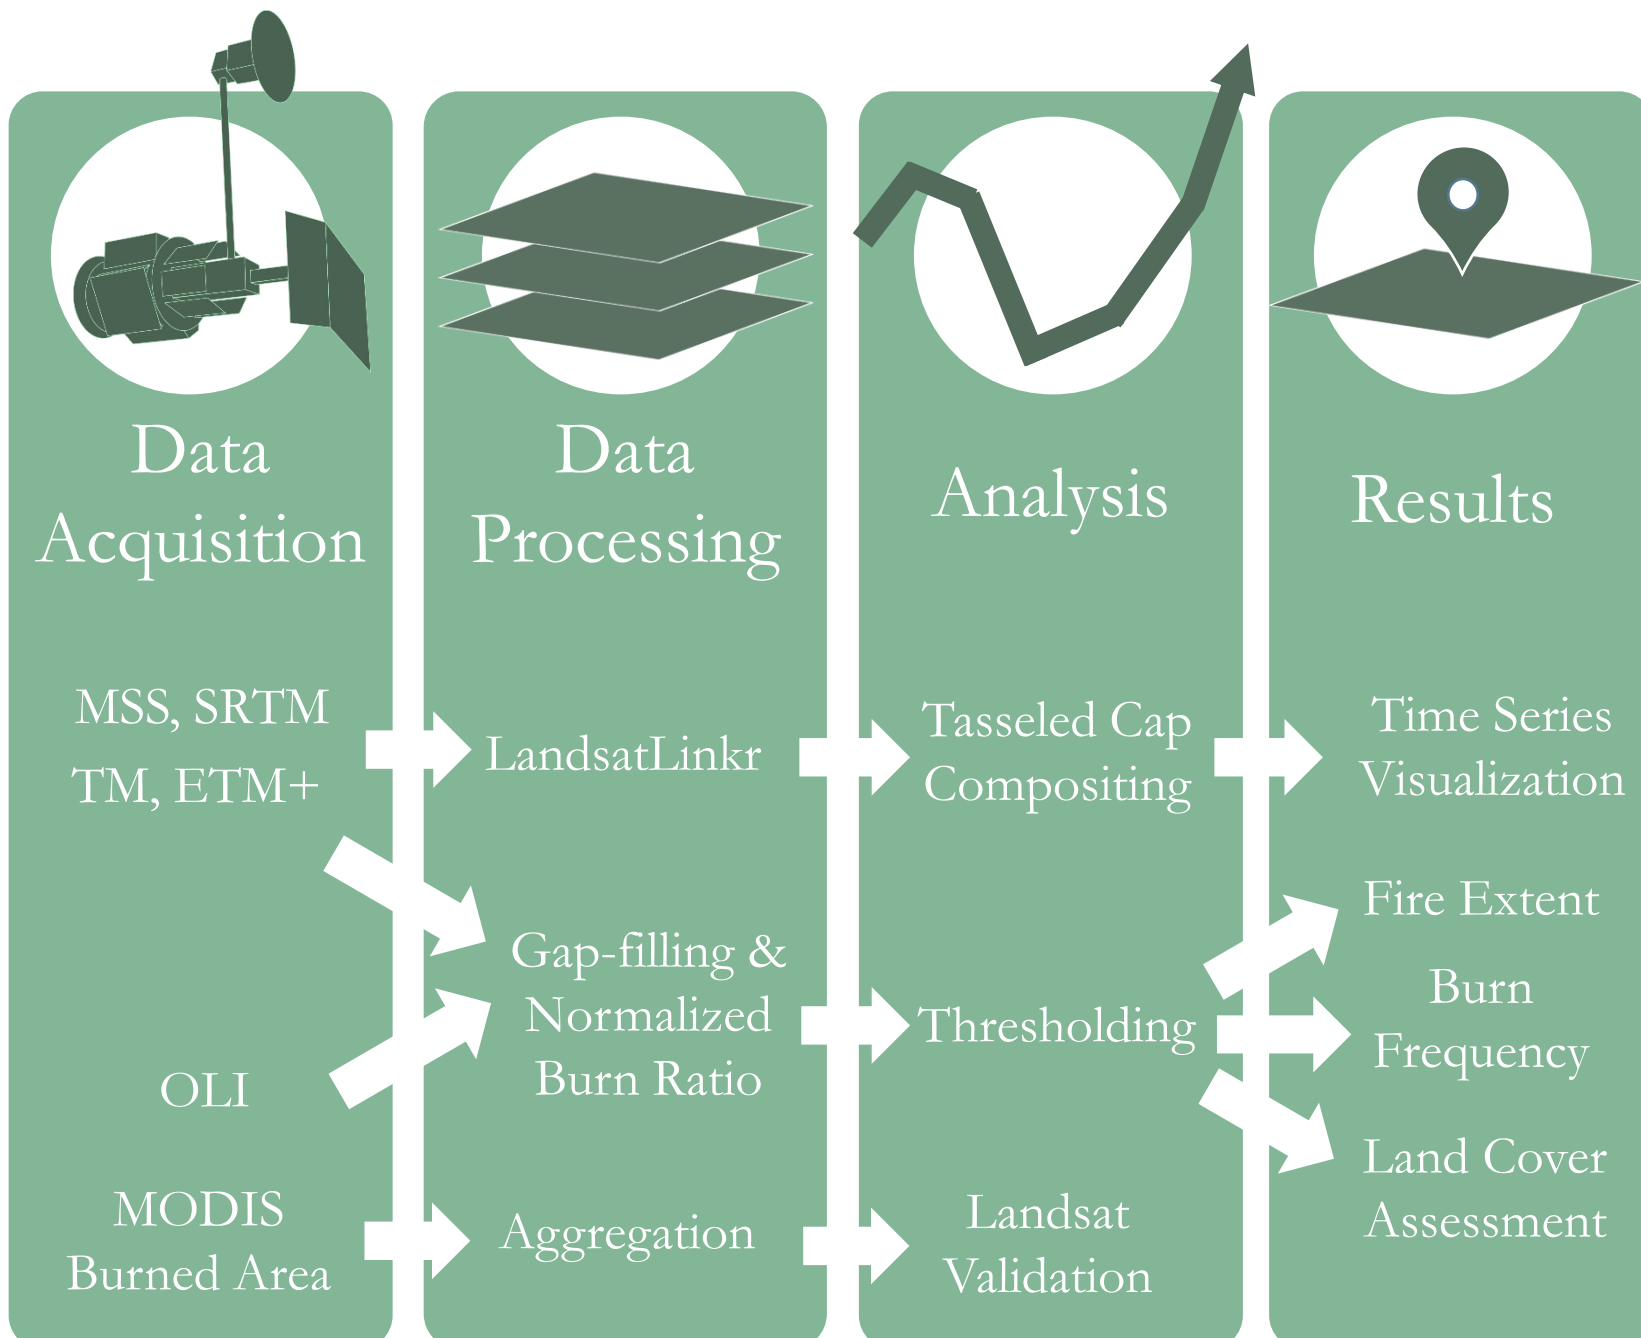 Data
Acquisition
MSS, SRTM
TM, ETM+
OLI
MODIS
Burned Area
Data
Processing
LandsatLinkr
Gap-filling &
Normalized
Burn Ratio
Aggregation
Analysis
Tasseled Cap
Compositing
Thresholding
Landsat
Validation
Results
Time Series
Visualization
Fire Extent
Burn
Frequency
Land Cover
Assessment